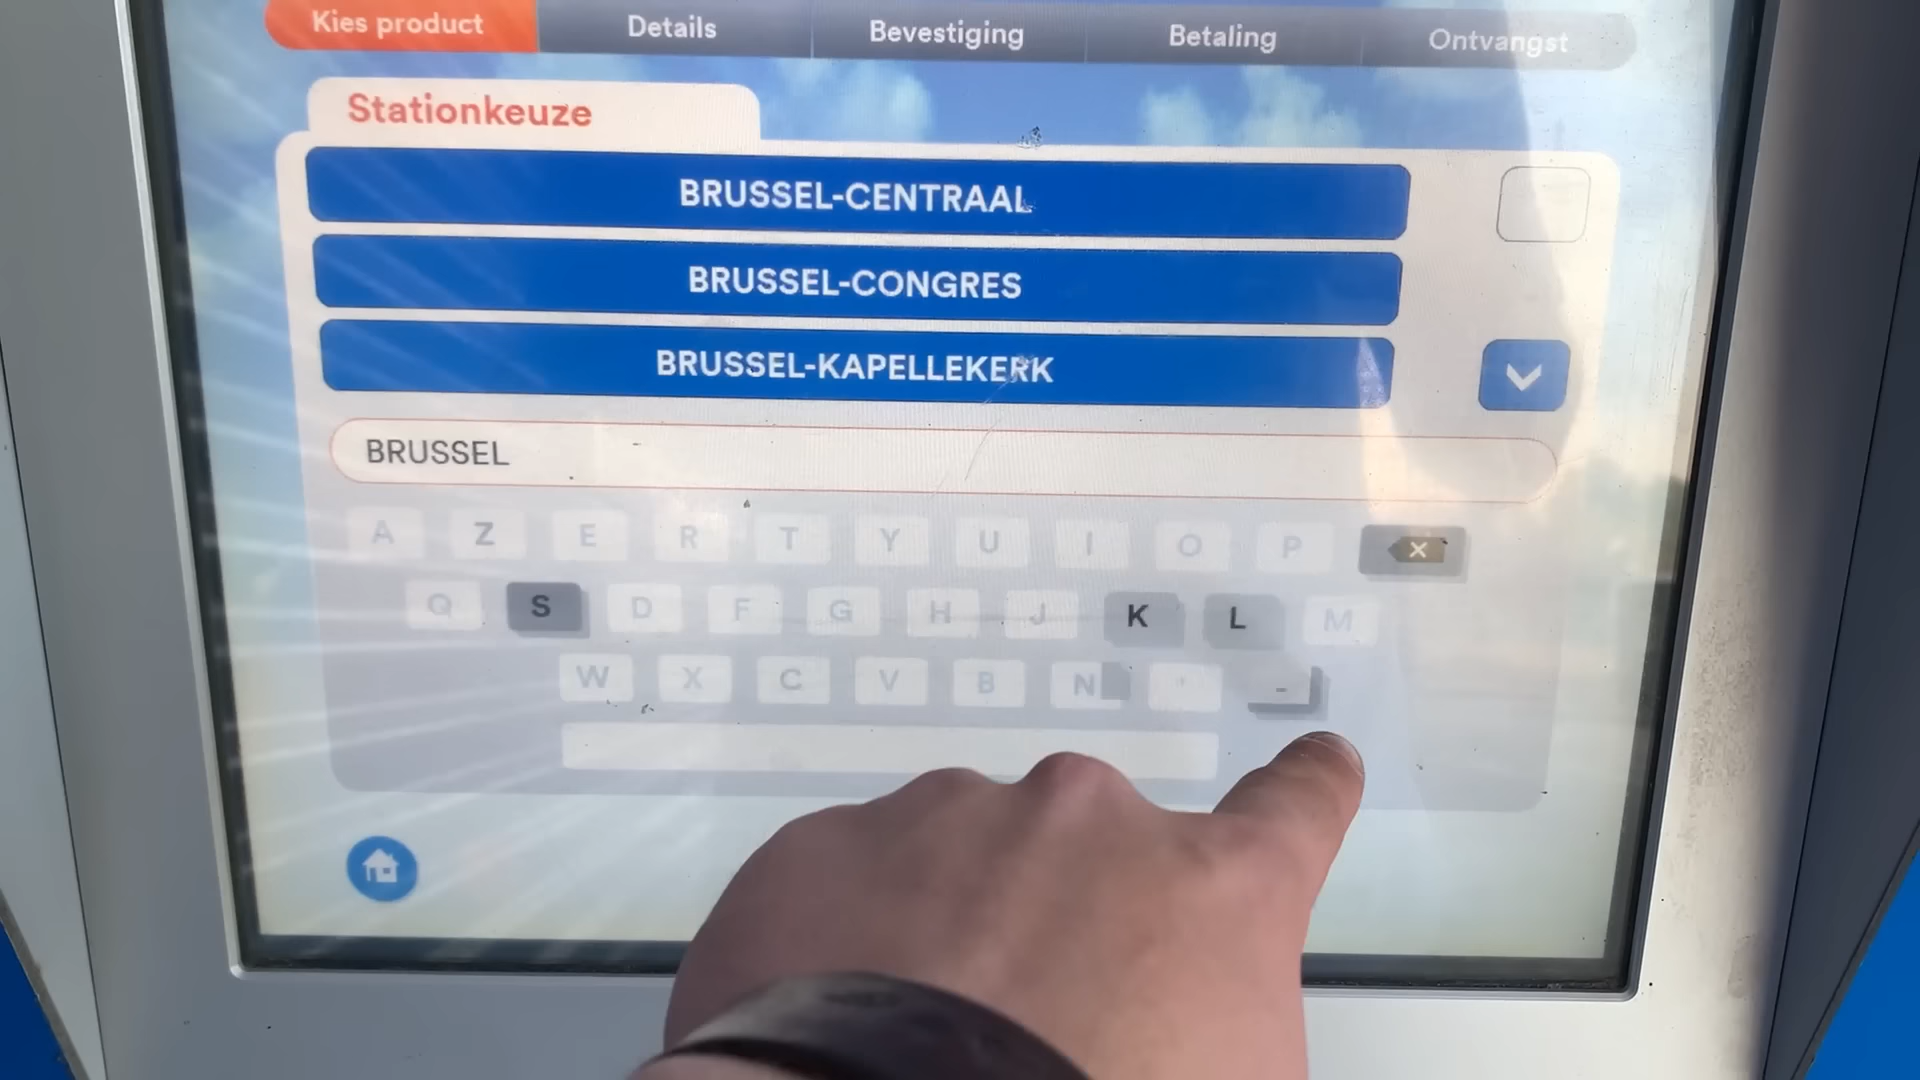 Kies product Details Bevestiging Betaling Ontvangst
Stationkeuze
BRUSSEL-CENTRAAL
BRUSSEL-CONGRES
BRUSSEL-KAPELLEKERK
BRUSSEL
A Z E R T Y U I O P
Q S D F G H J K L M
W X C V B N ' -